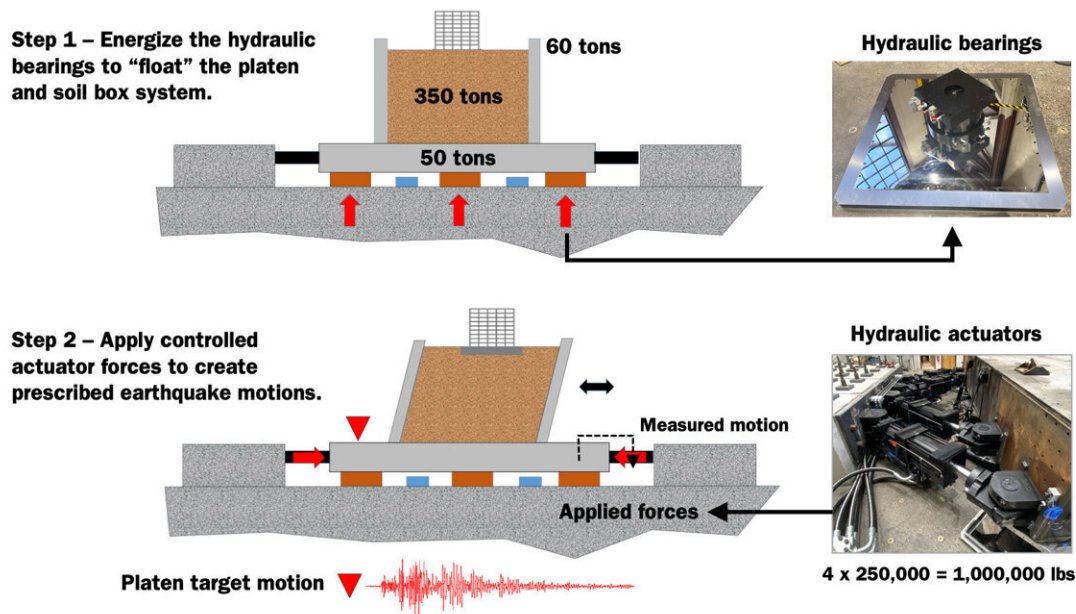 Step 1 – Energize the hydraulic
bearings to “float” the platen
and soil box system.
60 tons
350 tons
50 tons
Hydraulic bearings
Step 2 – Apply controlled
actuator forces to create
prescribed earthquake motions.
Measured motion
Applied forces
Platen target motion
Hydraulic actuators
4 x 250,000 = 1,000,000 lbs